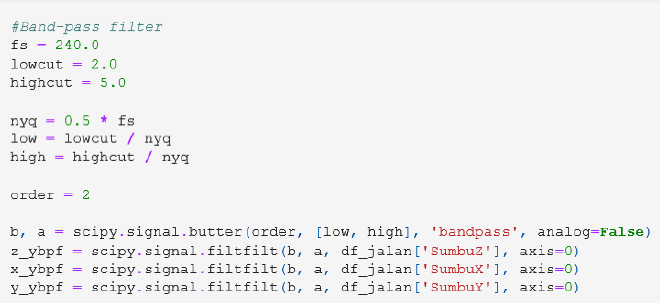 #Band-pass filter
fs = 240.0
lowcut = 2.0
highcut = 5.0
nyq = 0.5 * fs
low = lowcut / nyq
high = highcut / nyq
order = 2
b, a = scipy.signal.butter(order, [low, high], 'bandpass', analog=False)
z_ybpf = scipy.signal.filtfilt(b, a, df_jalan['SumbuZ'], axis=0)
x_ybpf = scipy.signal.filtfilt(b, a, df_jalan['SumbuX'], axis=0)
y_ybpf = scipy.signal.filtfilt(b, a, df_jalan['SumbuY'], axis=0)